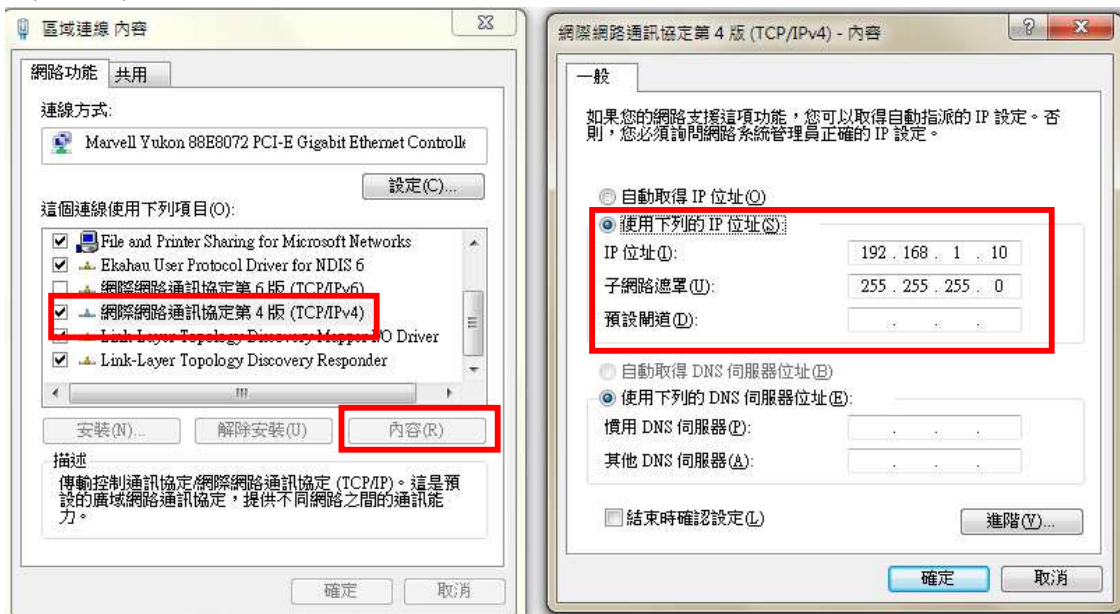 區域連線 內容
網路功能
共用
連線方式:
Marvell Yukon 88E8072 PCI-E Gigabit Ethernet Controlle
設定(C)...
這個連線使用下列項目(O):
File and Printer Sharing for Microsoft Networks
Ekahau User Protocol Driver for NDIS 6
網際網路通訊協定第 6 版 (TCP/IPv6)
網際網路通訊協定第 4 版 (TCP/IPv4)
Link-Layer Topology Discovery Mapper I/O Driver
Link-Layer Topology Discovery Responder
安裝(N)...
解除安裝(U)
內容(R)
描述
傳輸控制通訊協定/網際網路通訊協定 (TCP/IP)。這是預
設的廣域網路通訊協定，提供不同網路之間的通訊能
力。
確定
取消
網際網路通訊協定第 4 版 (TCP/IPv4) - 內容
一般
如果您的網路支援這項功能，您可以取得自動指派的 IP 設定。否
則，您必須詢問網路系統管理員正確的 IP 設定。
自動取得 IP 位址(O)
使用下列的 IP 位址(S):
IP 位址(I):
192 . 168 . 1 . 10
子網路遮罩(U):
255 . 255 . 255 . 0
預設閘道(D):
. . .
自動取得 DNS 伺服器位址(B)
使用下列的 DNS 伺服器位址(E):
慣用 DNS 伺服器(P):
. . .
其他 DNS 伺服器(A):
. . .
結束時確認設定(L)
進階(V)...
確定
取消